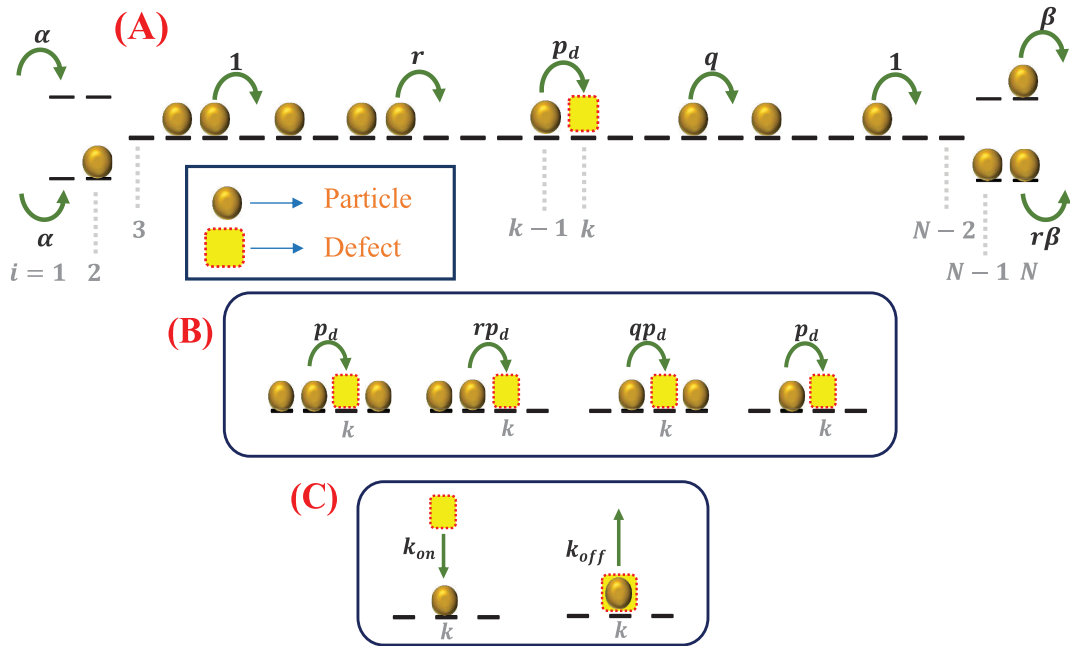 (A)
α
1
r
p_d
q
1
β
α
rβ
i = 1
2
3
k − 1
k
N − 2
N − 1
N
Particle
Defect
(B)
p_d
rp_d
qp_d
p_d
k
k
k
k
(C)
k_on
k_off
k
k